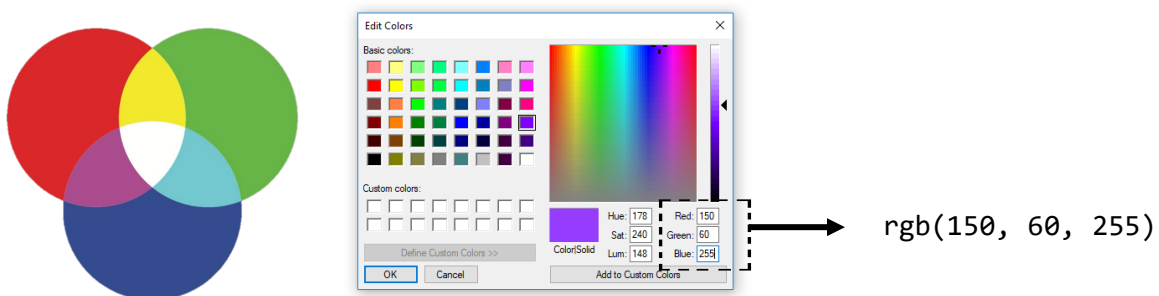 Edit Colors
Basic colors:
Custom colors:
Define Custom Colors >>
OK Cancel
Color|Solid
Hue: 178 Red: 150
Sat: 240 Green: 60
Lum: 148 Blue: 255
Add to Custom Colors
rgb(150, 60, 255)